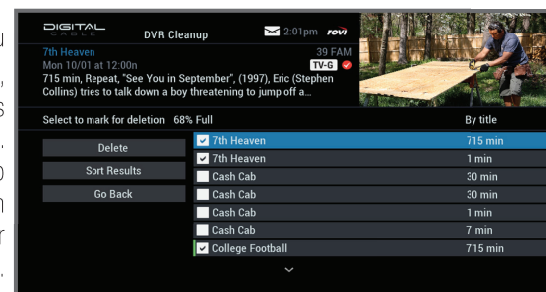 DIGITAL
CABLE
DVR Cleanup
2:01pm rovi
7th Heaven
39 FAM
Mon 10/01 at 12:00n
TV-G
715 min, Repeat, "See You in September", (1997), Eric (Stephen
Collins) tries to talk down a boy threatening to jump off a...
Select to mark for deletion 68% Full
By title
Delete
Sort Results
Go Back
7th Heaven 715 min
7th Heaven 1 min
Cash Cab 30 min
Cash Cab 30 min
Cash Cab 1 min
Cash Cab 7 min
College Football 715 min